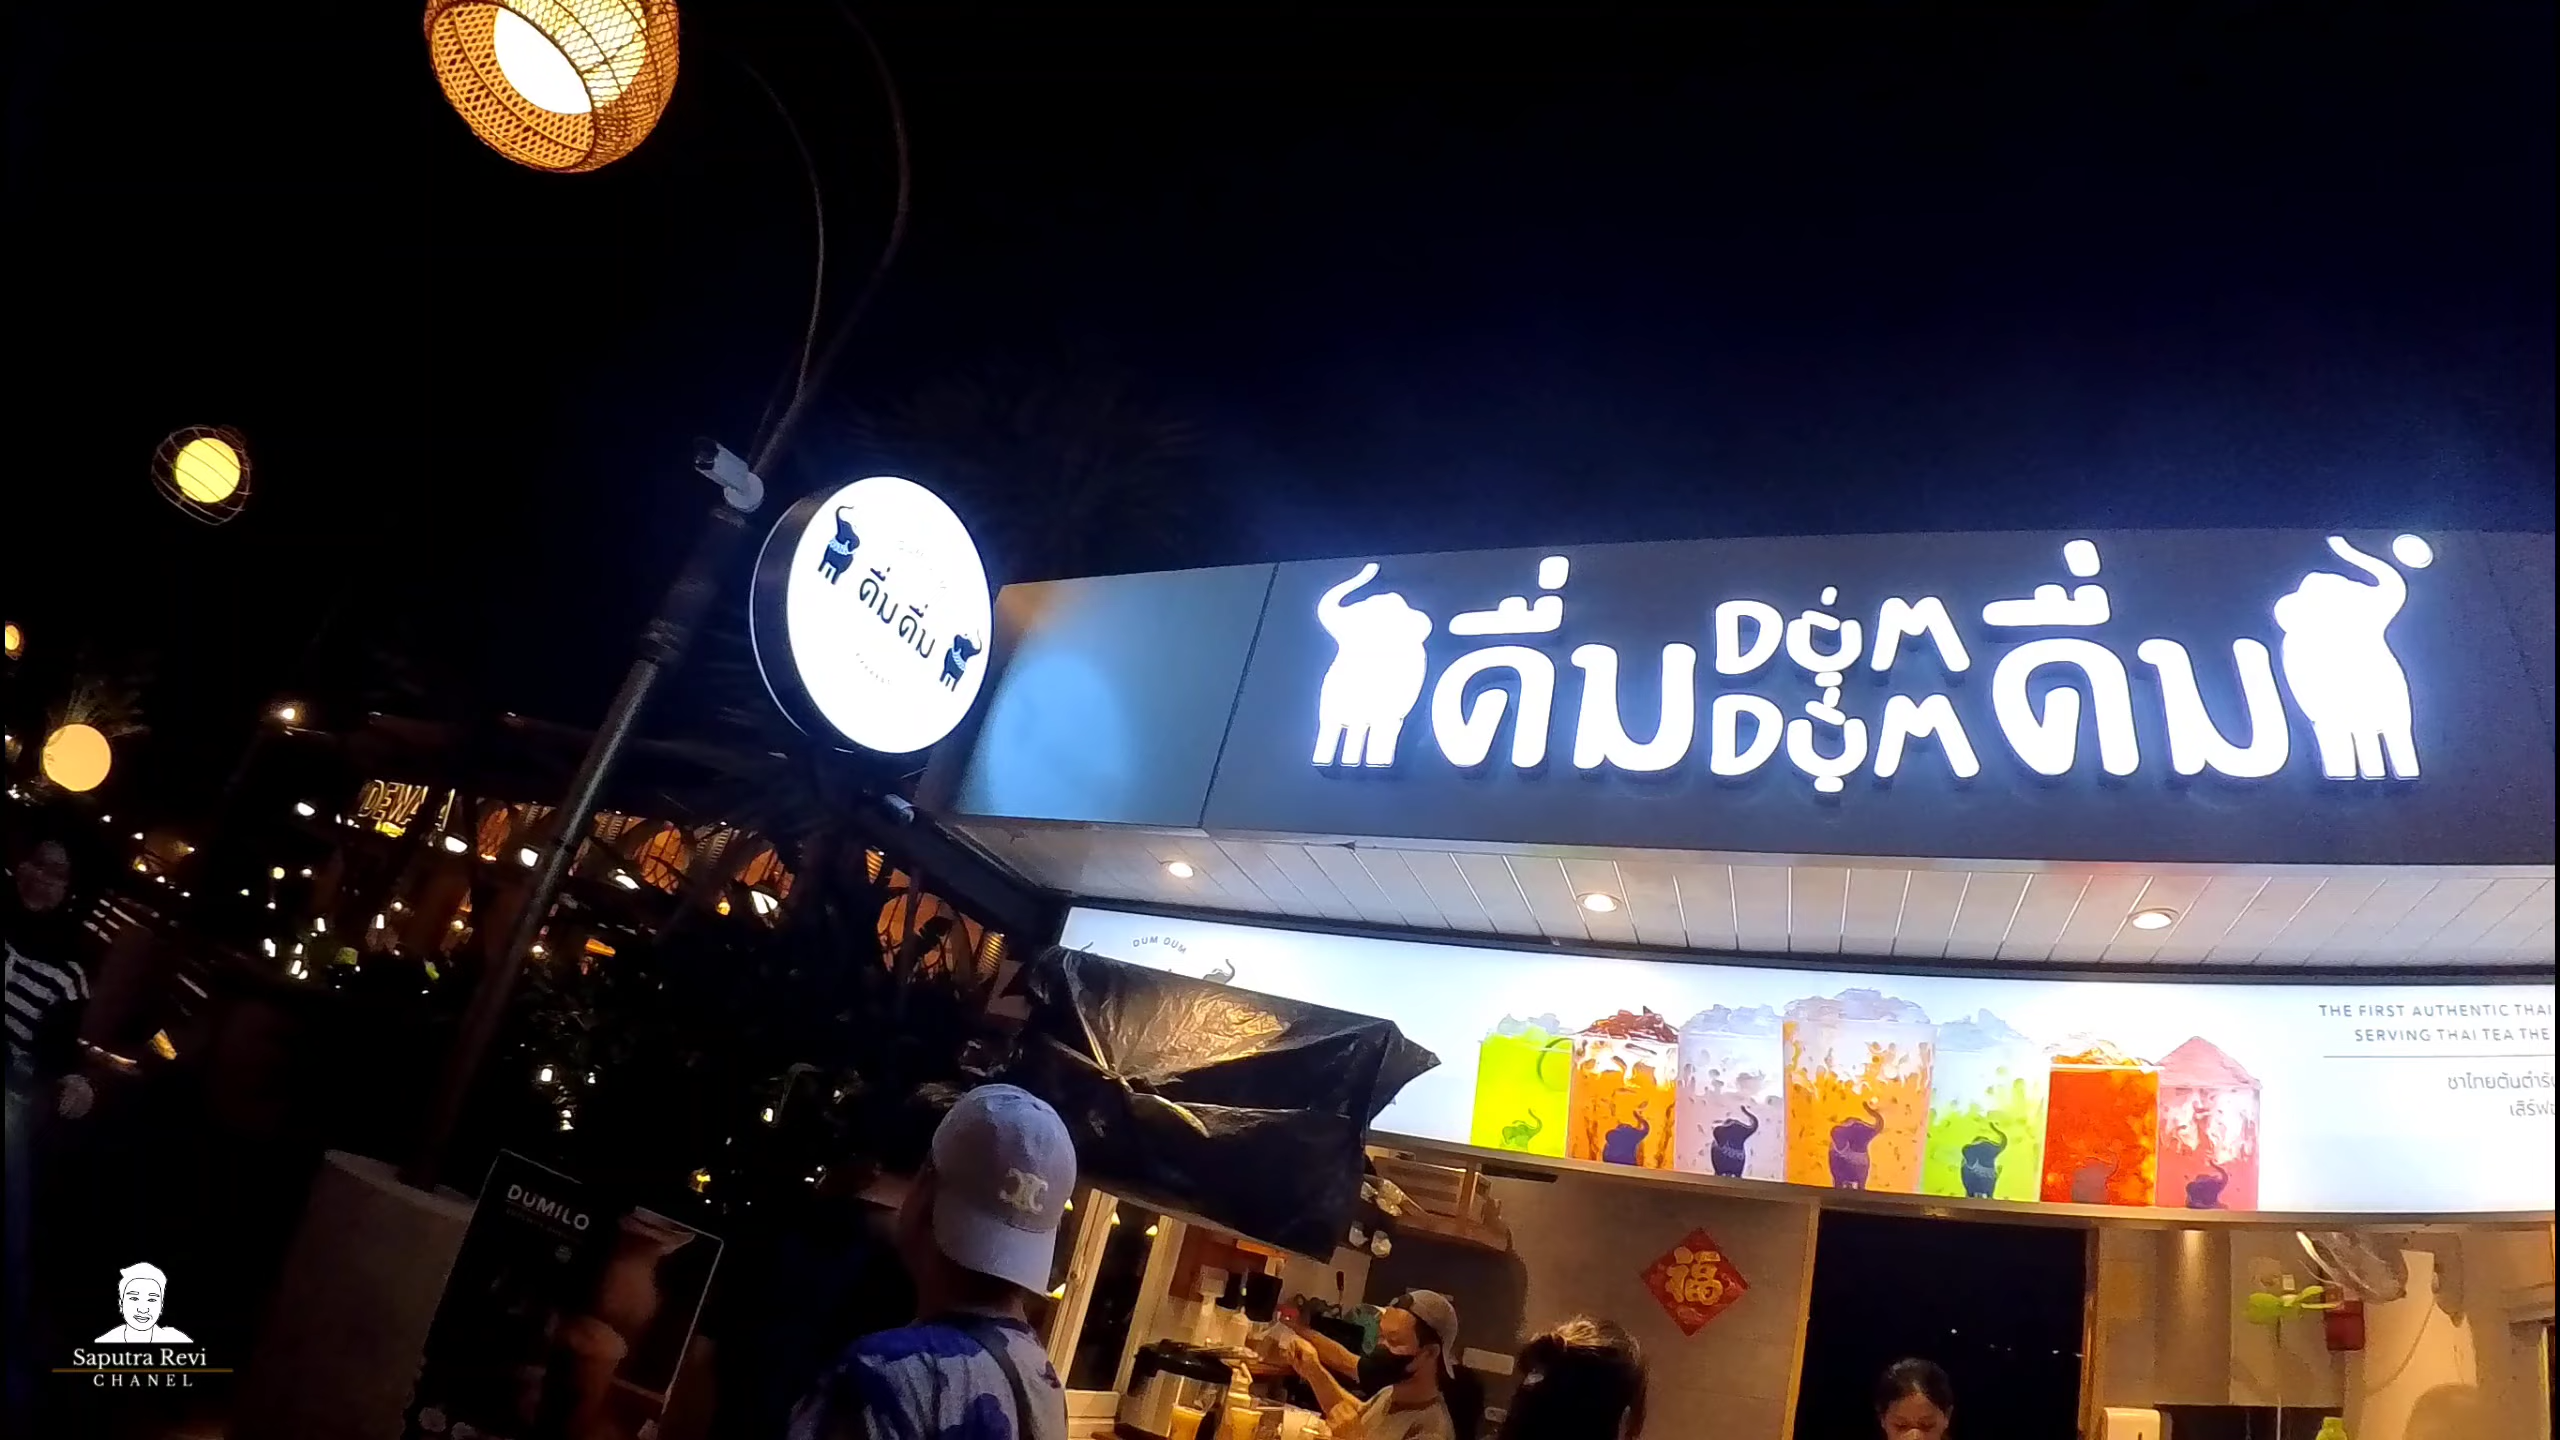 ดื่ม DUM ดื่ม
DUM
ดื่ม ดื่ม
DUM DUM
THE FIRST AUTHENTIC THAI
SERVING THAI TEA THE
ชาไทยต้นตำรับ
เสิร์ฟ
DUMILO
福
Saputra Revi
CHANEL